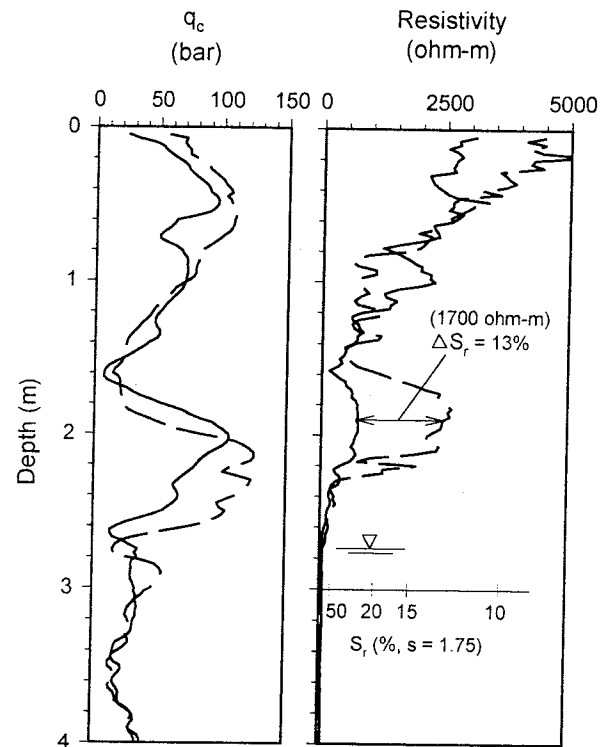 q_c
(bar)
Resistivity
(ohm-m)
0 50 100 150
0 2500 5000
0
1
2
3
4
Depth (m)
(1700 ohm-m)
△S_r = 13%
50 20 15 10
S_r (%, s = 1.75)